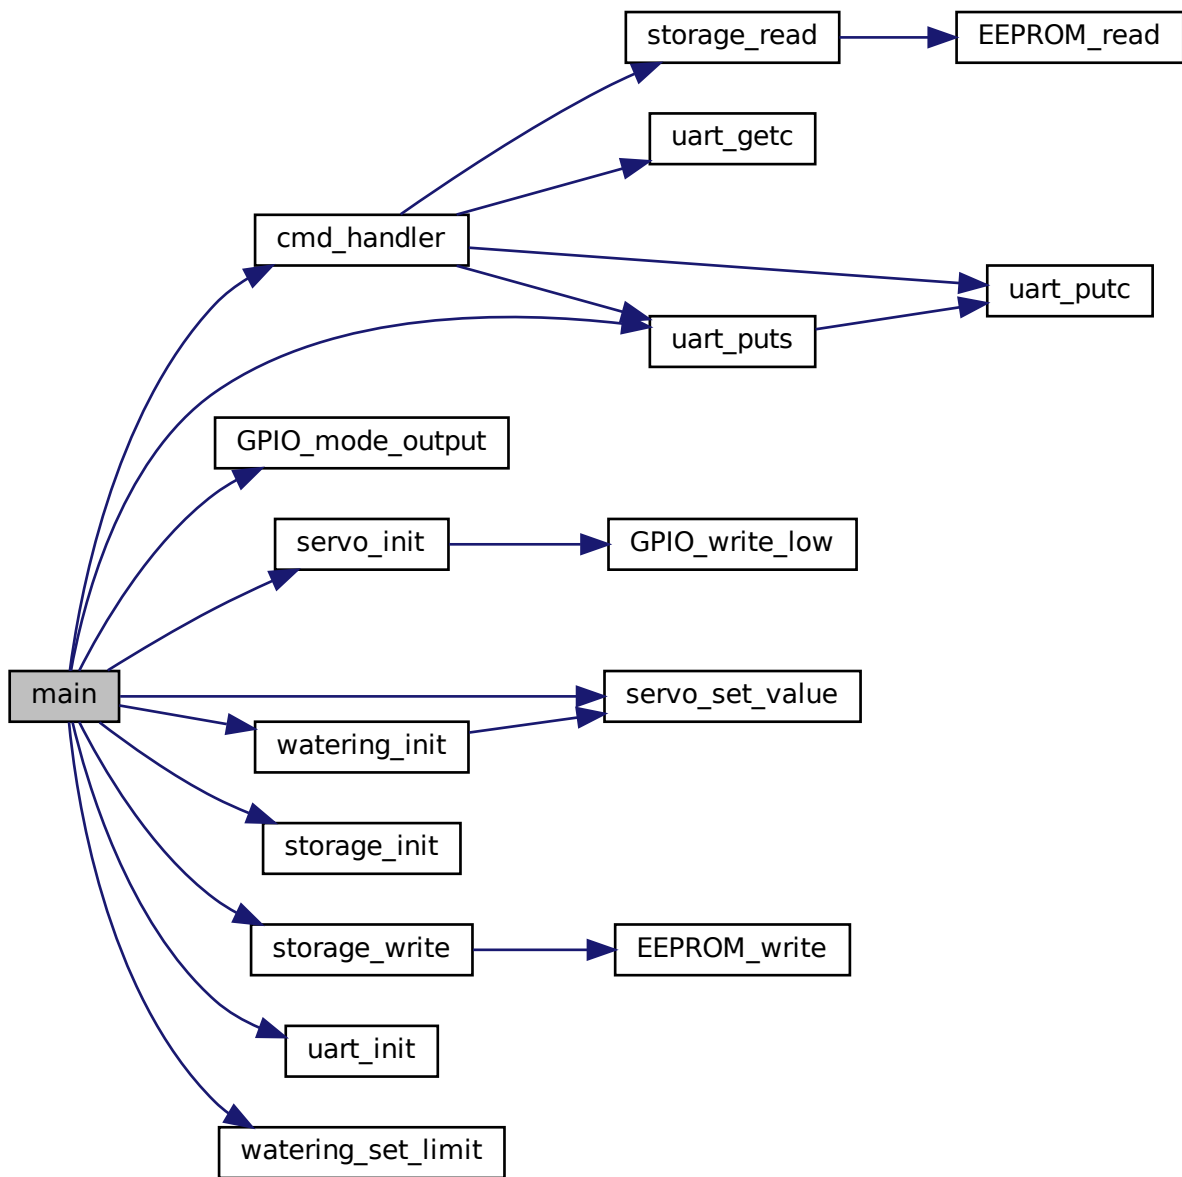 storage_read
EEPROM_read
uart_getc
cmd_handler
uart_putc
uart_puts
GPIO_mode_output
servo_init
GPIO_write_low
main
servo_set_value
watering_init
storage_init
storage_write
EEPROM_write
uart_init
watering_set_limit